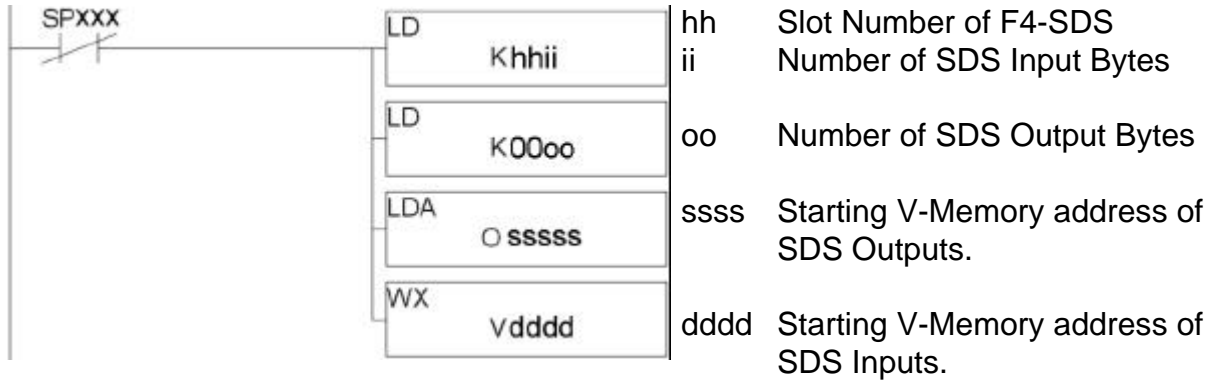 SPXXX
LD
Khhii
LD
K00oo
LDA
O sssss
WX
Vdddd
hh Slot Number of F4-SDS
ii Number of SDS Input Bytes
oo Number of SDS Output Bytes
ssss Starting V-Memory address of
SDS Outputs.
dddd Starting V-Memory address of
SDS Inputs.